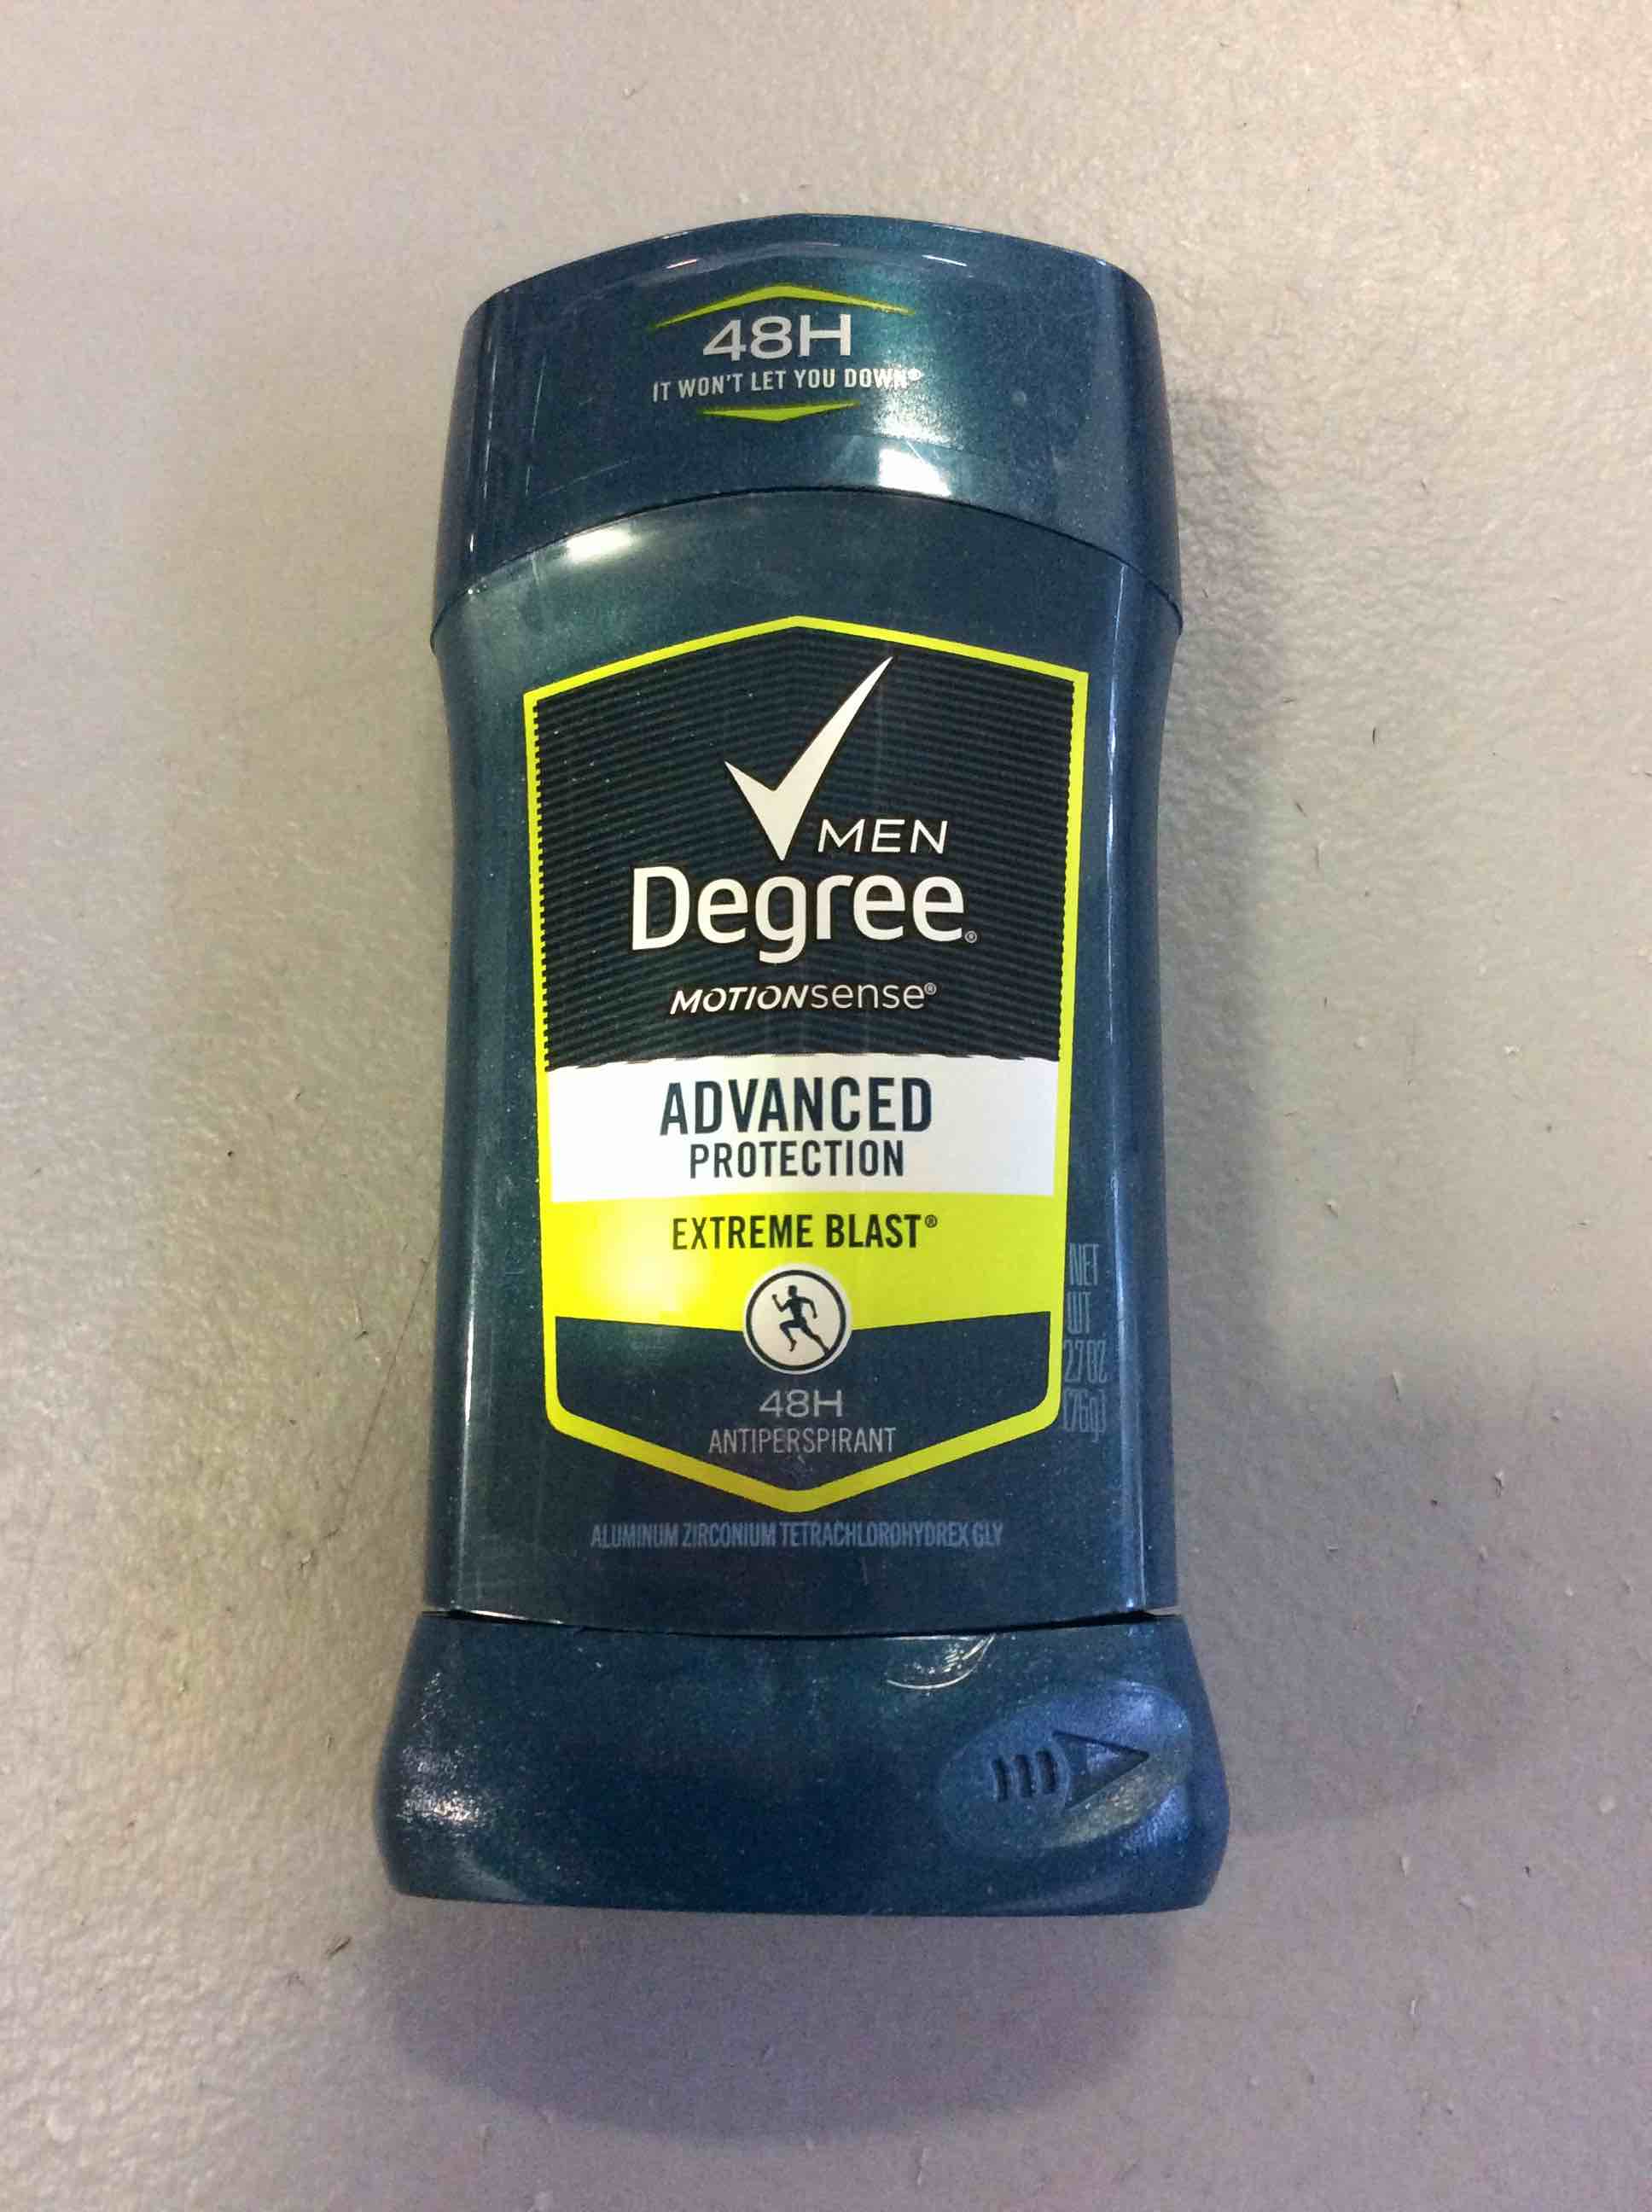 48H
IT WON'T LET YOU DOWN®
MEN
Degree®
MOTIONsense®
ADVANCED
PROTECTION
EXTREME BLAST®
48H
ANTIPERSPIRANT
NET
WT
2.7 OZ
(76g)
ALUMINUM ZIRCONIUM TETRACHLOROHYDREX GLY